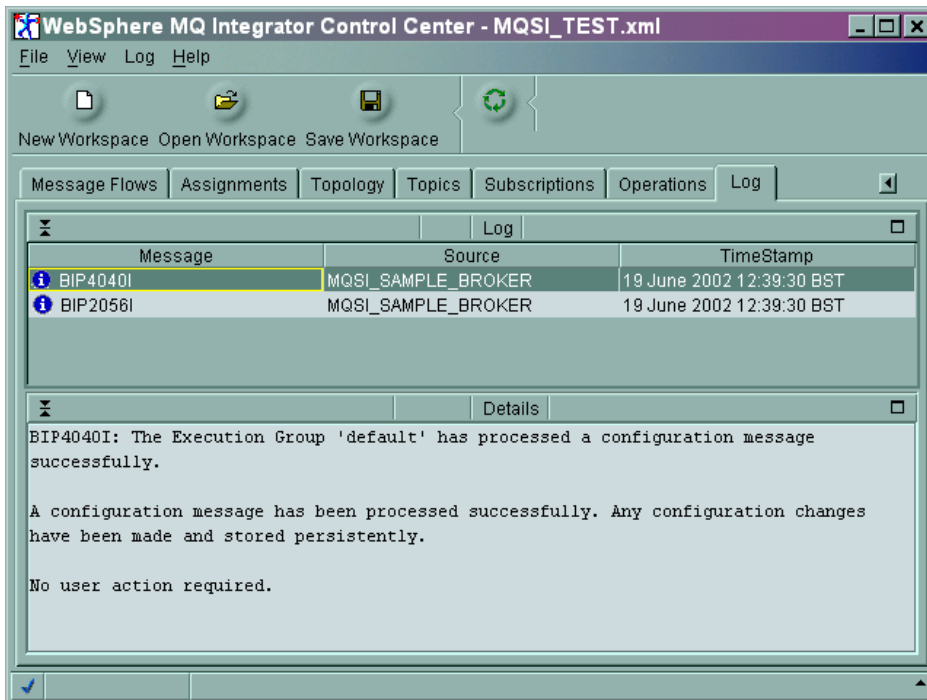 WebSphere MQ Integrator Control Center - MQSI_TEST.xml
File View Log Help
New Workspace Open Workspace Save Workspace
Message Flows Assignments Topology Topics Subscriptions Operations Log
Log
Message Source TimeStamp
BIP4040I MQSI_SAMPLE_BROKER 19 June 2002 12:39:30 BST
BIP2056I MQSI_SAMPLE_BROKER 19 June 2002 12:39:30 BST
Details
BIP4040I: The Execution Group 'default' has processed a configuration message
successfully.
A configuration message has been processed successfully. Any configuration changes
have been made and stored persistently.
No user action required.